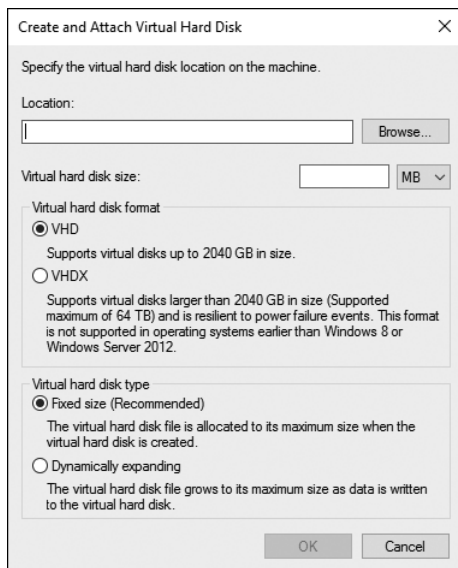 Create and Attach Virtual Hard Disk
Specify the virtual hard disk location on the machine.
Location:
Browse...
Virtual hard disk size:
MB
Virtual hard disk format
VHD
Supports virtual disks up to 2040 GB in size.
VHDX
Supports virtual disks larger than 2040 GB in size (Supported
maximum of 64 TB) and is resilient to power failure events. This format
is not supported in operating systems earlier than Windows 8 or
Windows Server 2012.
Virtual hard disk type
Fixed size (Recommended)
The virtual hard disk file is allocated to its maximum size when the
virtual hard disk is created.
Dynamically expanding
The virtual hard disk file grows to its maximum size as data is written
to the virtual hard disk.
OK
Cancel